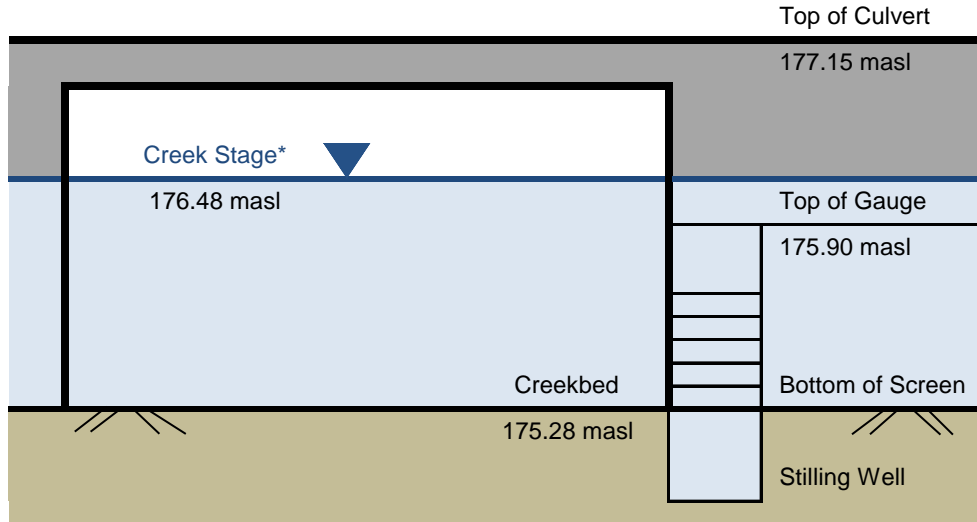 Top of Culvert
177.15 masl
Creek Stage*
176.48 masl
Top of Gauge
175.90 masl
Creekbed
Bottom of Screen
175.28 masl
Stilling Well